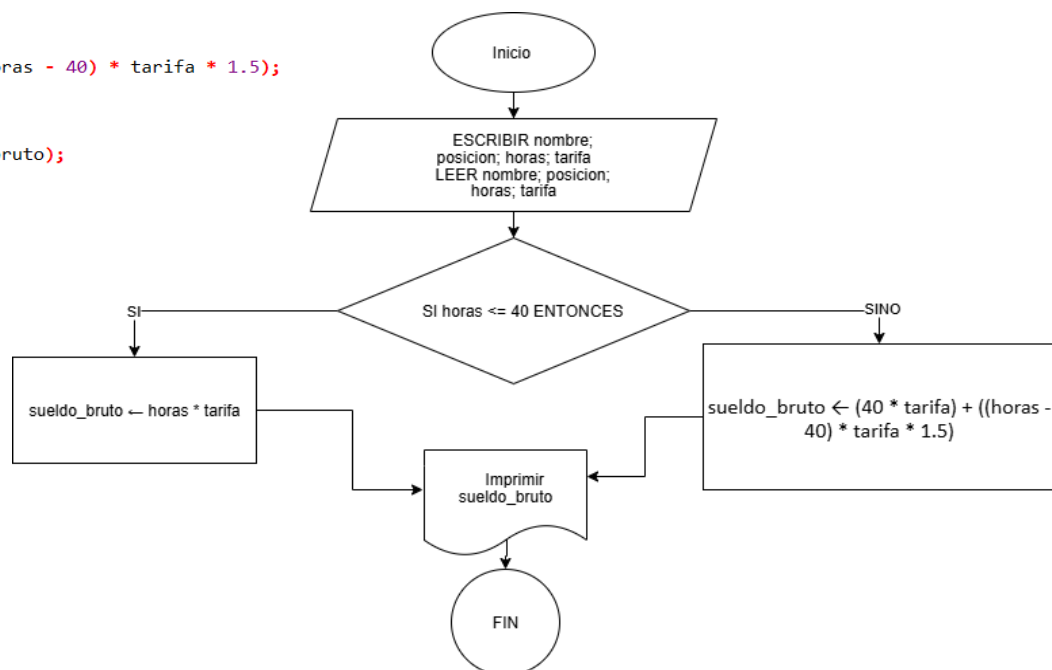 Inicio
oras - 40) * tarifa * 1.5);
ESCRIBIR nombre;
posicion; horas; tarifa
LEER nombre; posicion;
horas; tarifa
ruto);
SI horas <= 40 ENTONCES
SI
SINO
sueldo_bruto ← horas * tarifa
sueldo_bruto ← (40 * tarifa) + ((horas -
40) * tarifa * 1.5)
Imprimir
sueldo_bruto
FIN